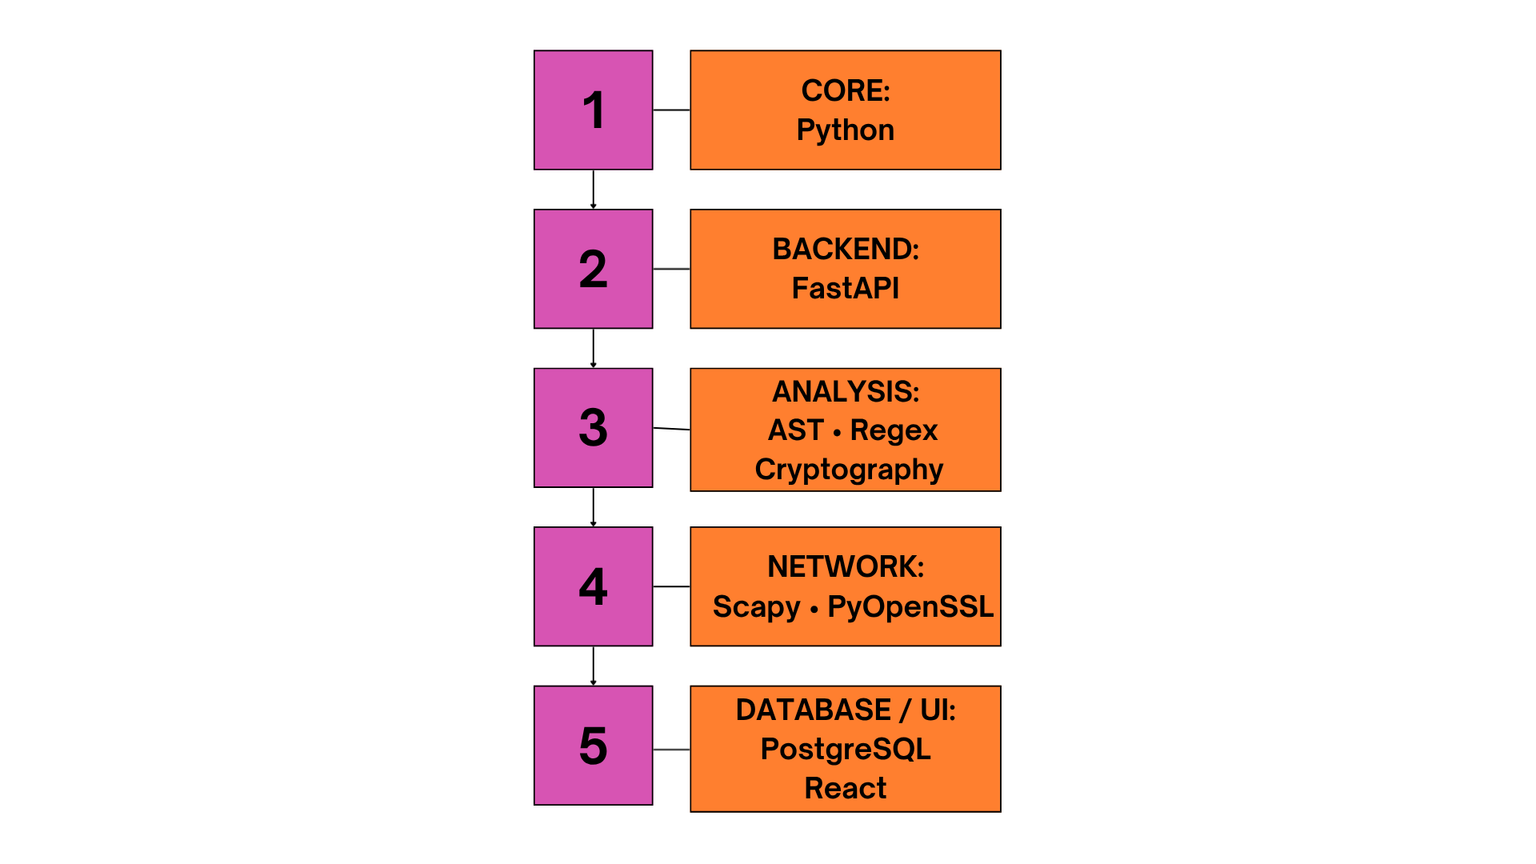 1
CORE:
Python
2
BACKEND:
FastAPI
3
ANALYSIS:
AST • Regex
Cryptography
4
NETWORK:
Scapy • PyOpenSSL
5
DATABASE / UI:
PostgreSQL
React